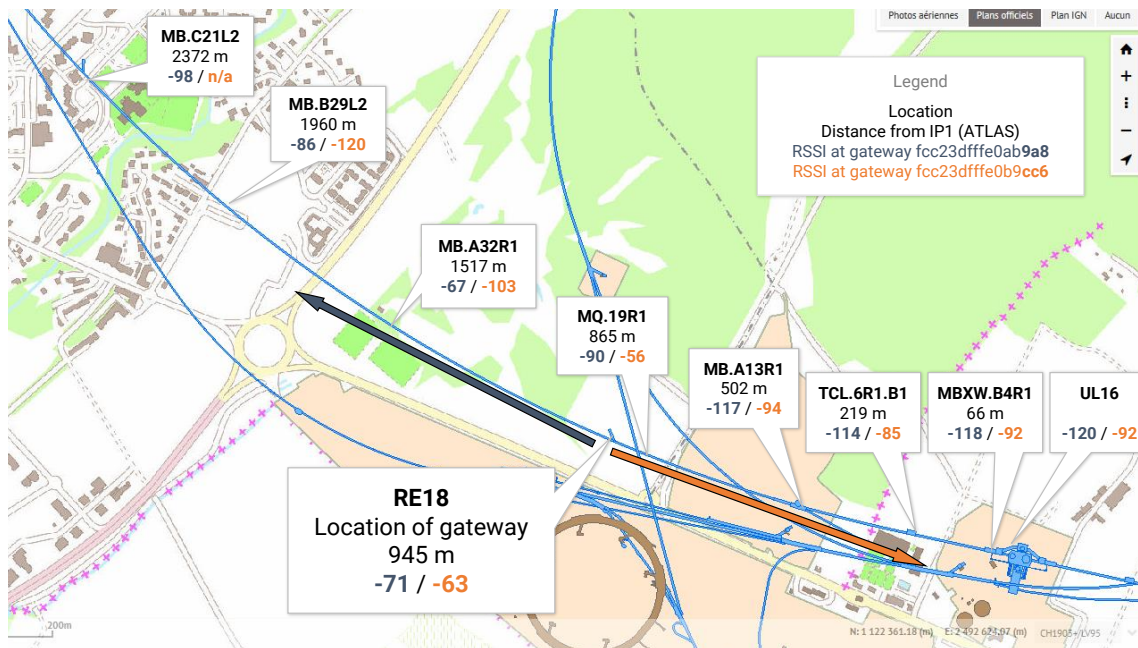 Photos aériennes
Plans officiels
Plan IGN
Aucun
MB.C21L2
2372 m
-98 / n/a
MB.B29L2
1960 m
-86 / -120
Legend
Location
Distance from IP1 (ATLAS)
RSSI at gateway fcc23dfffe0ab9a8
RSSI at gateway fcc23dfffe0b9cc6
MB.A32R1
1517 m
-67 / -103
MQ.19R1
865 m
-90 / -56
MB.A13R1
502 m
-117 / -94
TCL.6R1.B1
219 m
-114 / -85
MBXW.B4R1
66 m
-118 / -92
UL16
-120 / -92
RE18
Location of gateway
945 m
-71 / -63
200m
N: 1 122 361.18 (m) E: 2 492 624.07 (m) CH1903+ / LV95